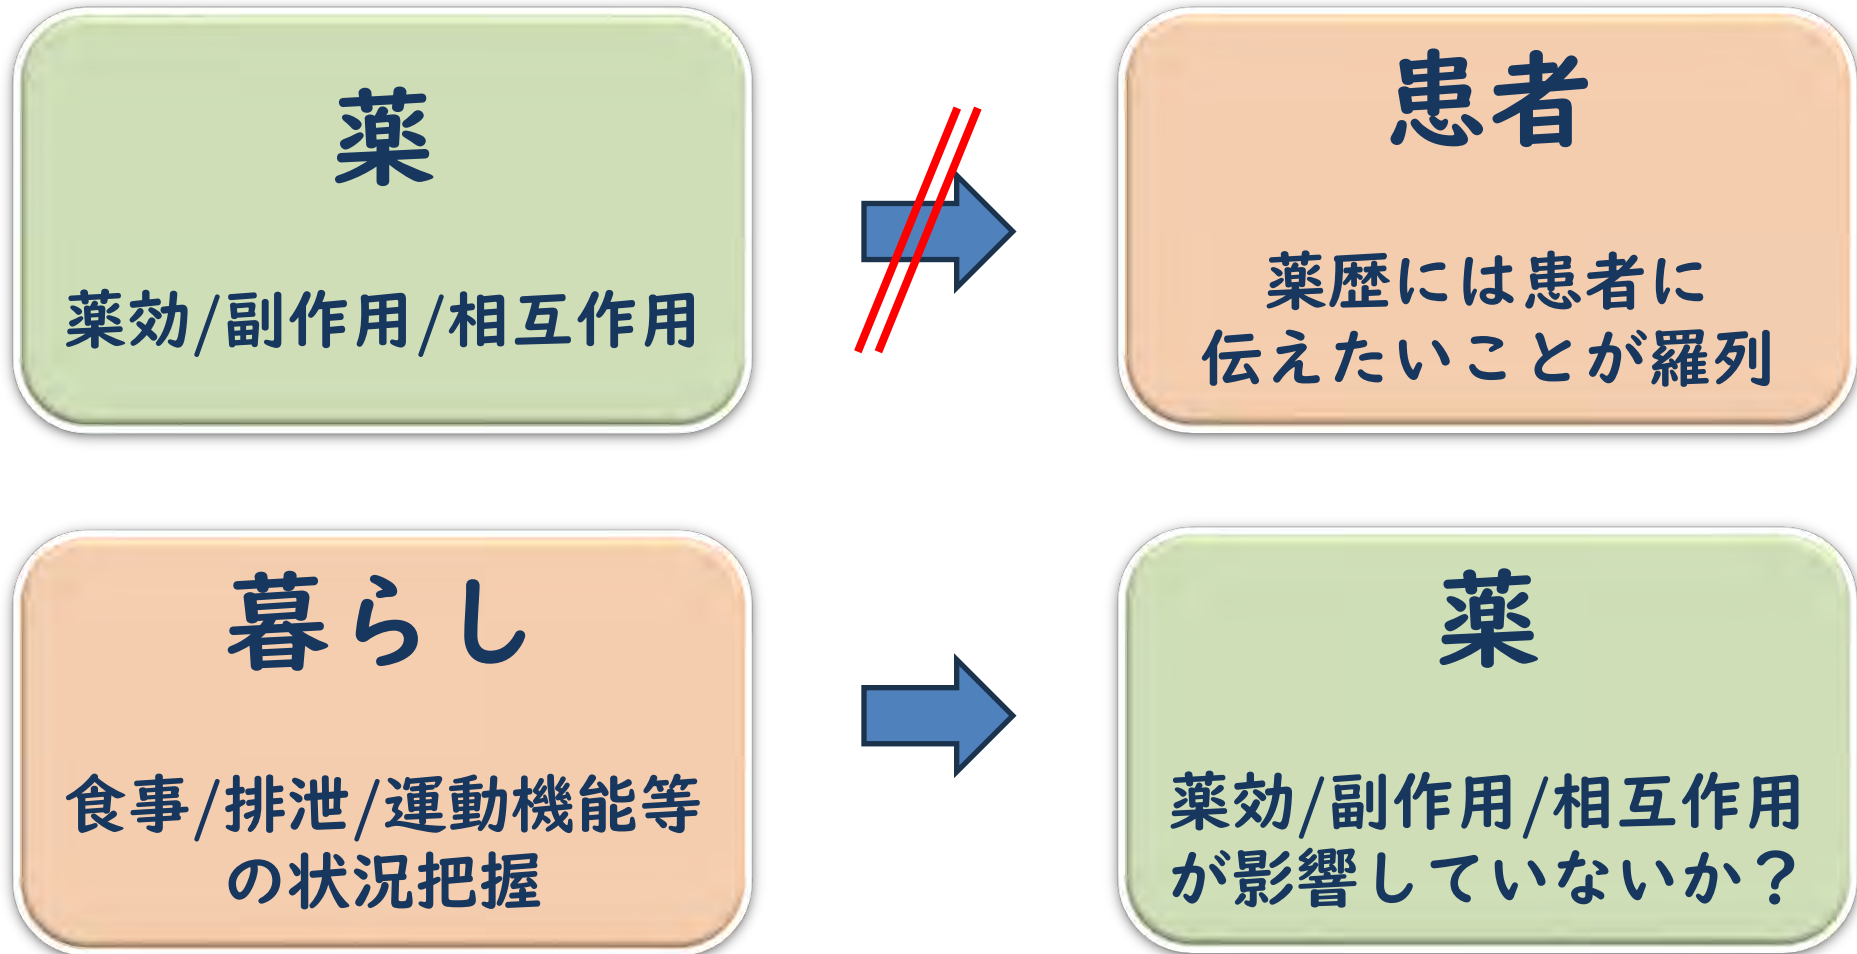 薬
薬効/副作用/相互作用
患者
薬歴には患者に
伝えたいことが羅列
暮らし
食事/排泄/運動機能等
の状況把握
薬
薬効/副作用/相互作用
が影響していないか？